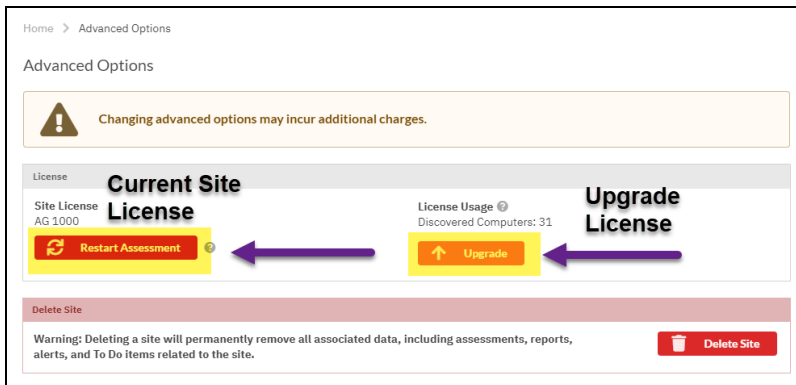 Home > Advanced Options
Advanced Options
Changing advanced options may incur additional charges.
License
Current Site
License
Site License
AG 1000
Restart Assessment
License Usage
Discovered Computers: 31
Upgrade
Upgrade
License
Delete Site
Warning: Deleting a site will permanently remove all associated data, including assessments, reports,
alerts, and To Do items related to the site.
Delete Site